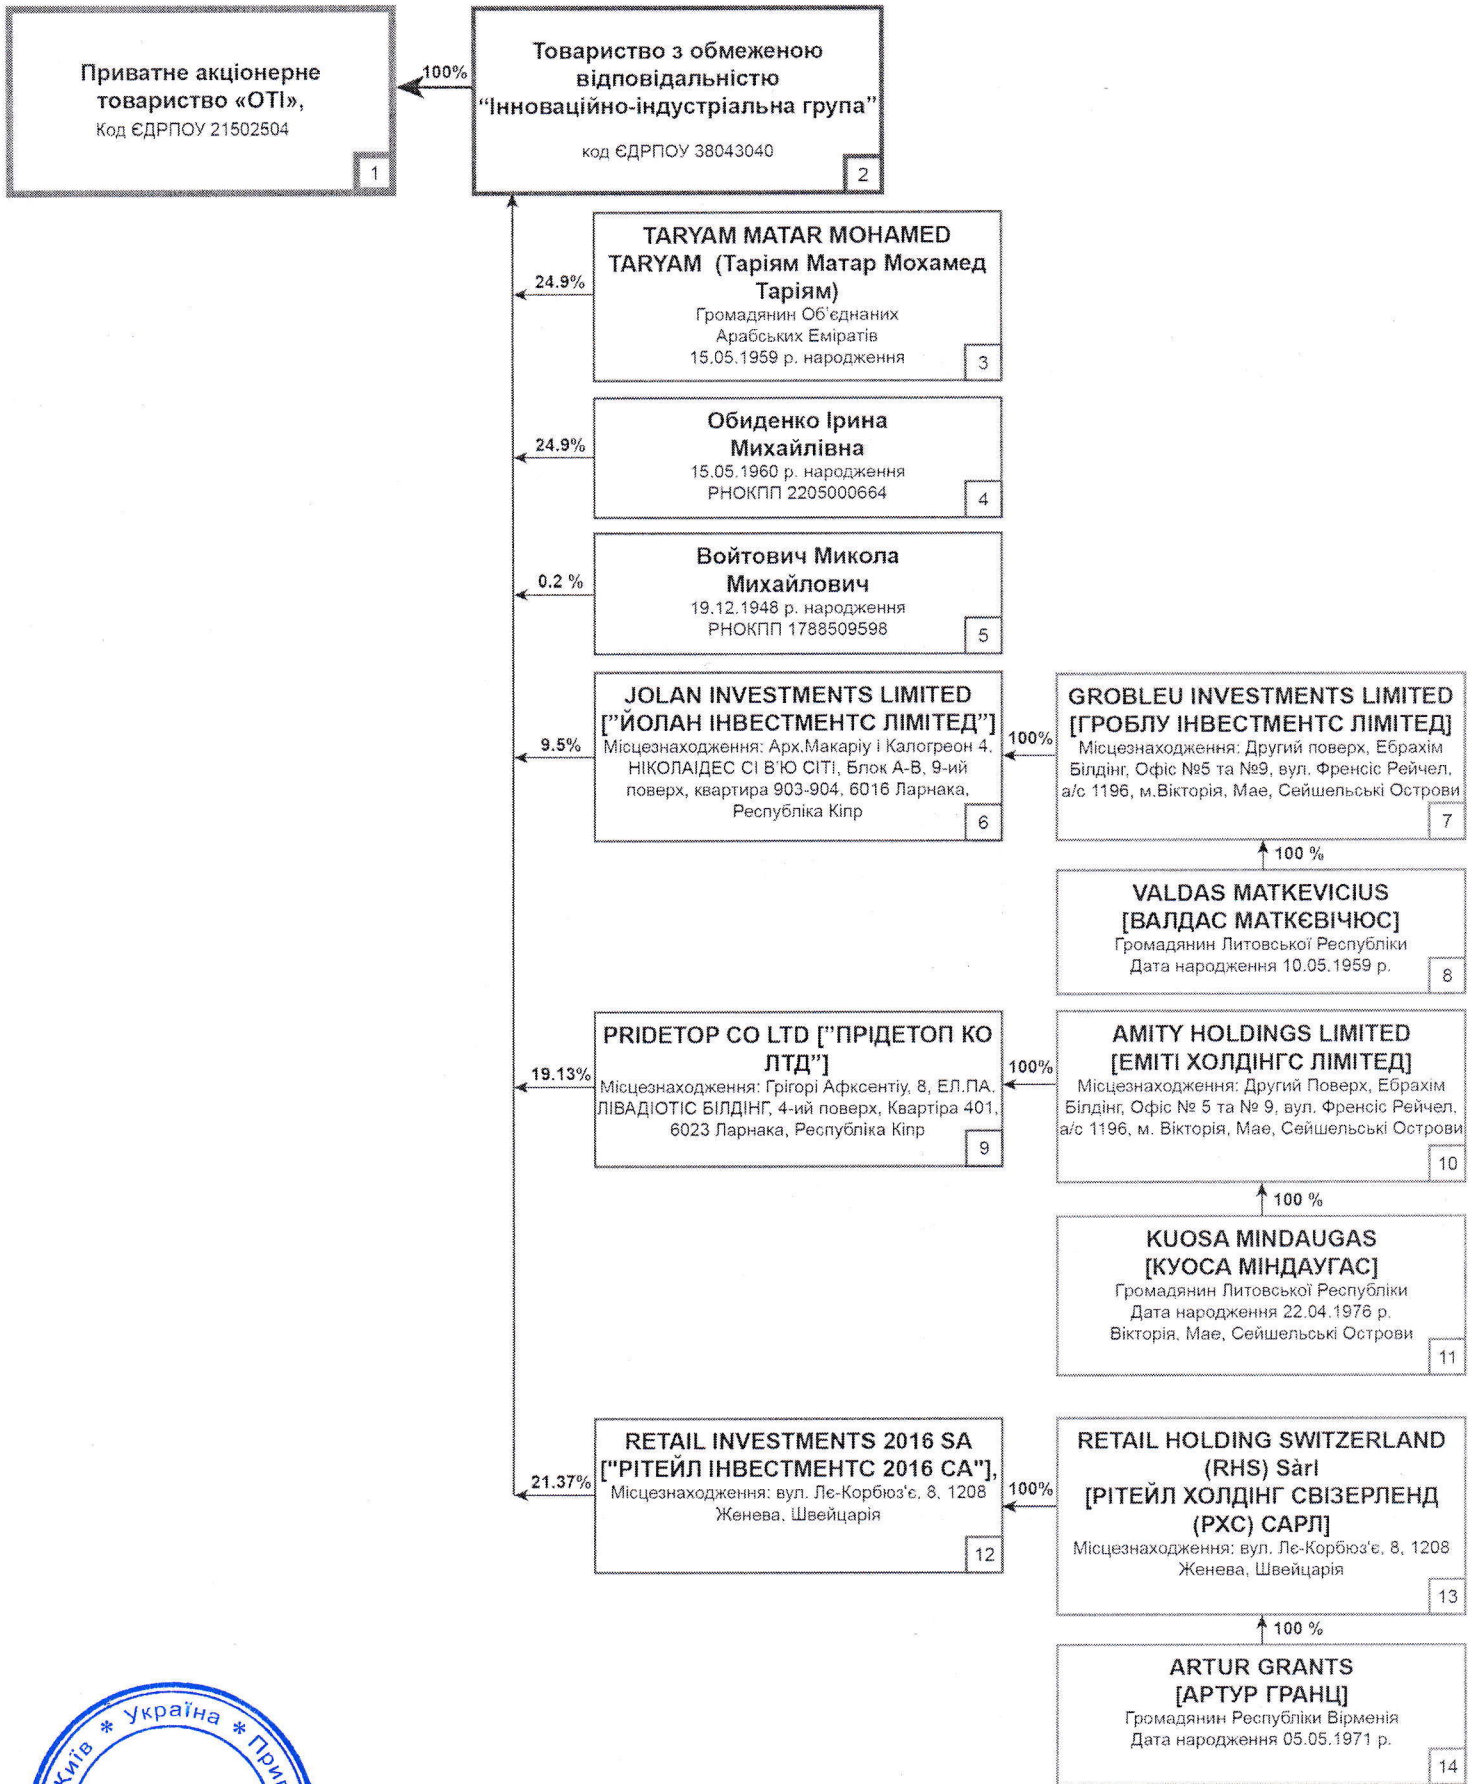 Приватне акціонерне
товариство «ОТІ»,
Код ЄДРПОУ 21502504
1
100%
Товариство з обмеженою
відповідальністю
“Інноваційно-індустріальна група”
код ЄДРПОУ 38043040
2
24.9%
TARYAM MATAR MOHAMED
TARYAM (Таріям Матар Мохамед
Таріям)
Громадянин Об'єднаних
Арабських Еміратів
15.05.1959 р. народження
3
24.9%
Обиденко Ірина
Михайлівна
15.05.1960 р. народження
РНОКПП 2205000664
4
0.2 %
Войтович Микола
Михайлович
19.12.1948 р. народження
РНОКПП 1788509598
5
9.5%
JOLAN INVESTMENTS LIMITED
[”ЙОЛАН ІНВЕСТМЕНТС ЛІМІТЕД”]
Місцезнаходження: Арх.Макаріу і Калогреон 4,
НІКОЛАІДЕС СІ В'Ю СІТІ, Блок А-В, 9-ий
поверх, квартира 903-904, 6016 Ларнака,
Республіка Кіпр
6
100%
GROBLEU INVESTMENTS LIMITED
[ГРОБЛУ ІНВЕСТМЕНТС ЛІМІТЕД]
Місцезнаходження: Другий поверх, Ебрахім
Білдінг, Офіс №5 та №9, вул. Френсіс Рейчел,
а/с 1196, м.Вікторія, Мае, Сейшельські Острови
7
100 %
VALDAS MATKEVICIUS
[ВАЛДАС МАТКЄВІЧЮС]
Громадянин Литовської Республіки
Дата народження 10.05.1959 р.
8
19.13%
PRIDETOP CO LTD [”ПРІДЕТОП КО
ЛТД”]
Місцезнаходження: Грігорі Афксентіу, 8, ЕЛ.ПА.
ЛІВАДІОТІС БІЛДІНГ, 4-ий поверх, Квартіра 401,
6023 Ларнака, Республіка Кіпр
9
100%
AMITY HOLDINGS LIMITED
[ЕМІТІ ХОЛДІНГС ЛІМІТЕД]
Місцезнаходження: Другий Поверх, Ебрахім
Білдінг, Офіс № 5 та № 9, вул. Френсіс Рейчел,
а/с 1196, м. Вікторія, Мае, Сейшельські Острови
10
100 %
KUOSA MINDAUGAS
[КУОСА МІНДАУГАС]
Громадянин Литовської Республіки
Дата народження 22.04.1976 р.
Вікторія, Мае, Сейшельські Острови
11
21.37%
RETAIL INVESTMENTS 2016 SA
["РІТЕЙЛ ІНВЕСТМЕНТС 2016 СА"],
Місцезнаходження: вул. Лє-Корбюз'є, 8, 1208
Женева, Швейцарія
12
100%
RETAIL HOLDING SWITZERLAND
(RHS) Sàrl
[РІТЕЙЛ ХОЛДІНГ СВІЗЕРЛЕНД
(РХС) САРЛ]
Місцезнаходження: вул. Лє-Корбюз'є, 8, 1208
Женева, Швейцарія
13
100 %
ARTUR GRANTS
[АРТУР ГРАНЦ]
Громадянин Республіки Вірменія
Дата народження 05.05.1971 р.
14
Київ * Україна *